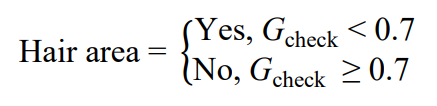 Hair area = {Yes, G_check < 0.7
No, G_check ≥ 0.7